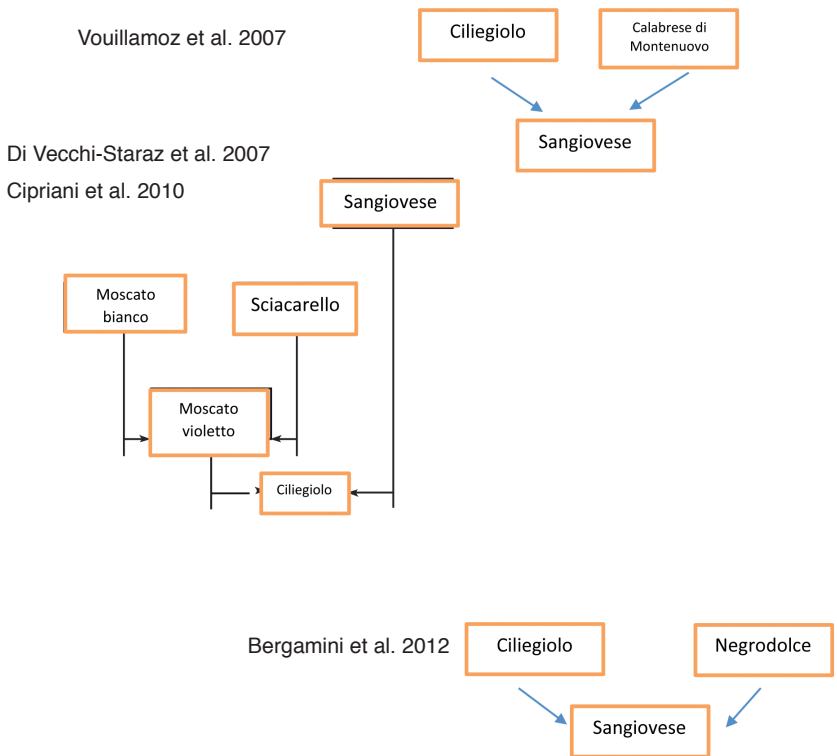 Vouillamoz et al. 2007
Ciliegiolo
Calabrese di
Montenuovo
Sangiovese
Di Vecchi-Staraz et al. 2007
Cipriani et al. 2010
Sangiovese
Moscato
bianco
Sciacarello
Moscato
violetto
Ciliegiolo
Bergamini et al. 2012
Ciliegiolo
Negrodolce
Sangiovese